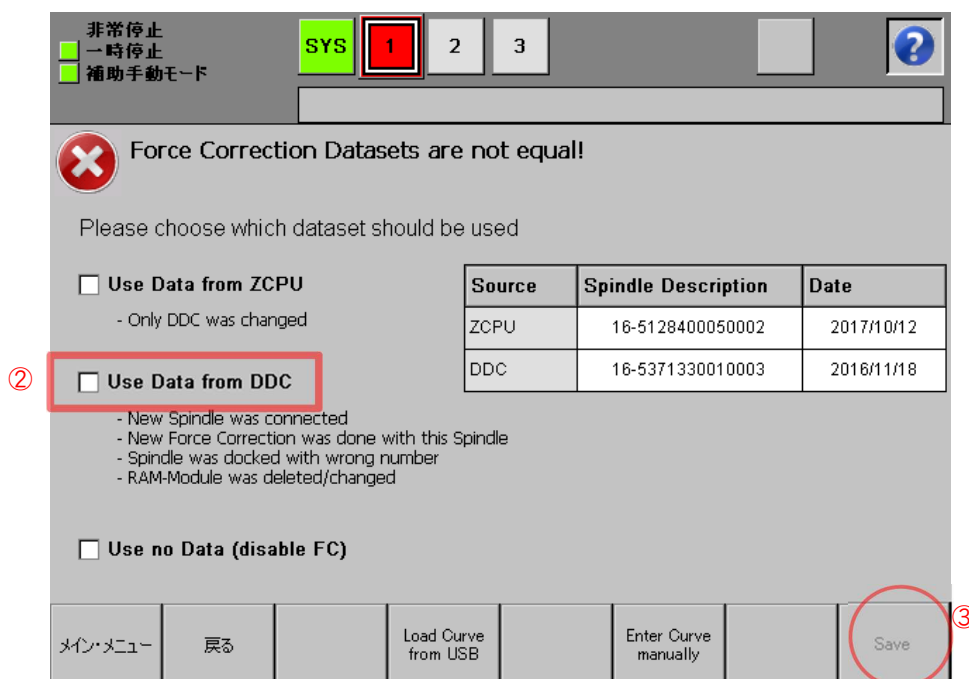 非常停止
一時停止
補助手動モード
SYS 1 2 3 ?
Force Correction Datasets are not equal!
Please choose which dataset should be used
Use Data from ZCPU
- Only DDC was changed
Source Spindle Description Date
ZCPU 16-5128400050002 2017/10/12
DDC 16-5371330010003 2016/11/18
② Use Data from DDC
- New Spindle was connected
- New Force Correction was done with this Spindle
- Spindle was docked with wrong number
- RAM-Module was deleted/changed
Use no Data (disable FC)
メイン・メニュー
戻る
Load Curve
from USB
Enter Curve
manually
Save
③